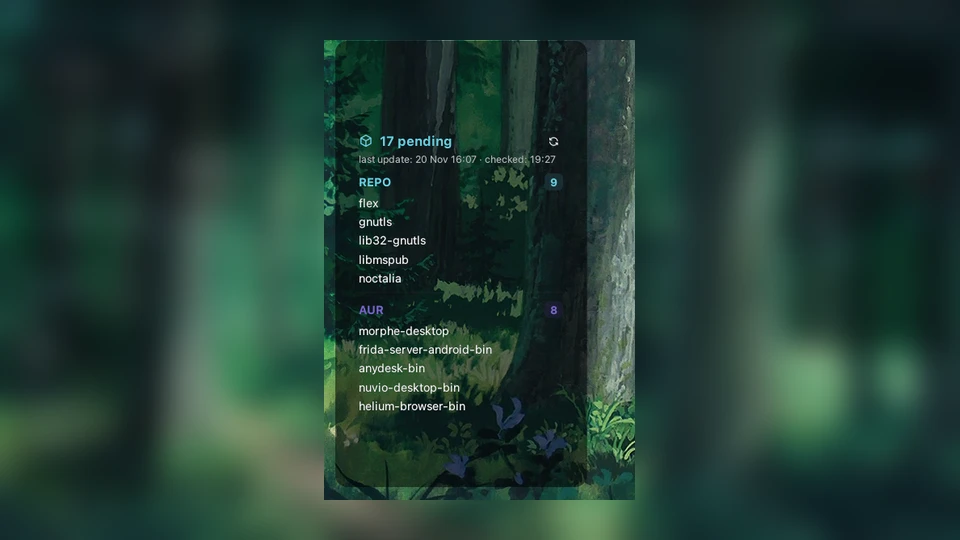 17 pending
last update: 20 Nov 16:07 · checked: 19:27
REPO 9
flex
gnutls
lib32-gnutls
libmspub
noctalia
AUR 8
morphe-desktop
frida-server-android-bin
anydesk-bin
nuvio-desktop-bin
helium-browser-bin